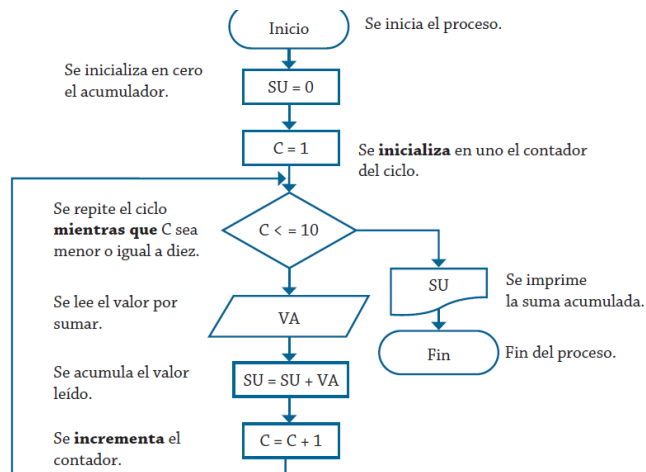 Inicio
Se inicia el proceso.
Se inicializa en cero
el acumulador.
SU = 0
C = 1
Se inicializa en uno el contador
del ciclo.
Se repite el ciclo
mientras que C sea
menor o igual a diez.
C < = 10
SU
Se imprime
la suma acumulada.
Se lee el valor por
sumar.
VA
Fin
Fin del proceso.
Se acumula el valor
leído.
SU = SU + VA
Se incrementa el
contador.
C = C + 1